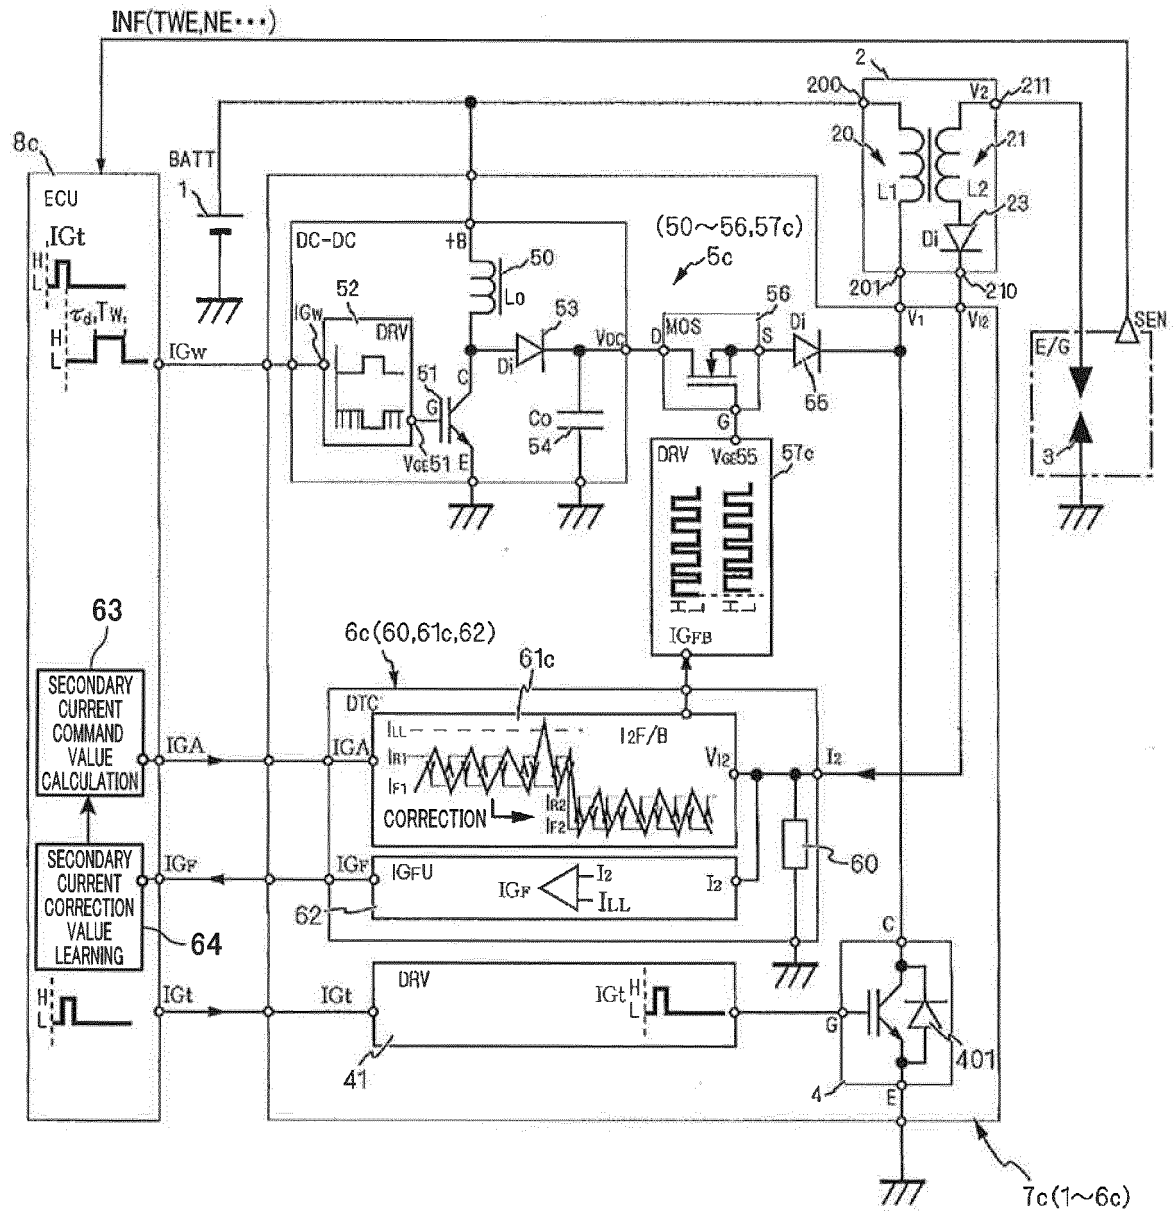 INF(TWE,NE···)
8c
ECU
IGt
H
L
τd,TW,
H
L
IGw
BATT
1
DC-DC
+B
50
Lo
52
IGw
DRV
VGE51
51
G
C
E
53
Di
Co
54
VDC
(50~56,57c)
5c
56
D
MOS
S
G
Di
55
2
200
V2
211
20
21
L1
L2
23
Di
201
210
V1
VI2
SEN
E/G
3
DRV
VGE55
57c
H
L
H
L
IGFB
63
SECONDARY
CURRENT
COMMAND
VALUE
CALCULATION
IGA
6c(60,61c,62)
61c
DTC
IGA
ILL
IR1
IF1
I2F/B
VI2
CORRECTION
IR2
IF2
I2
60
SECONDARY
CURRENT
CORRECTION
VALUE
LEARNING
64
IGF
IGF
IGFU
62
IGF
I2
ILL
I2
H
L
IGt
IGt
DRV
IGt
H
L
41
G
C
E
4
401
7c(1~6c)